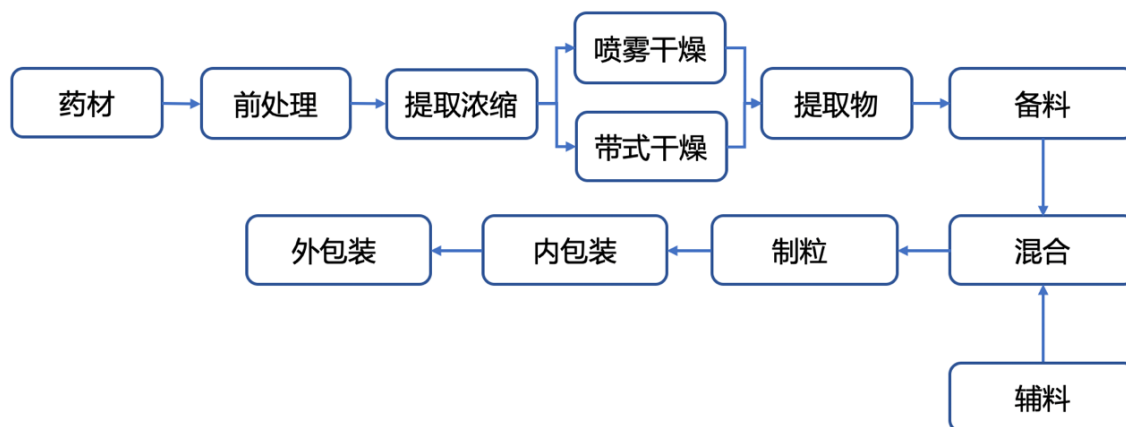 药材
前处理
提取浓缩
喷雾干燥
带式干燥
提取物
备料
混合
制粒
内包装
外包装
辅料